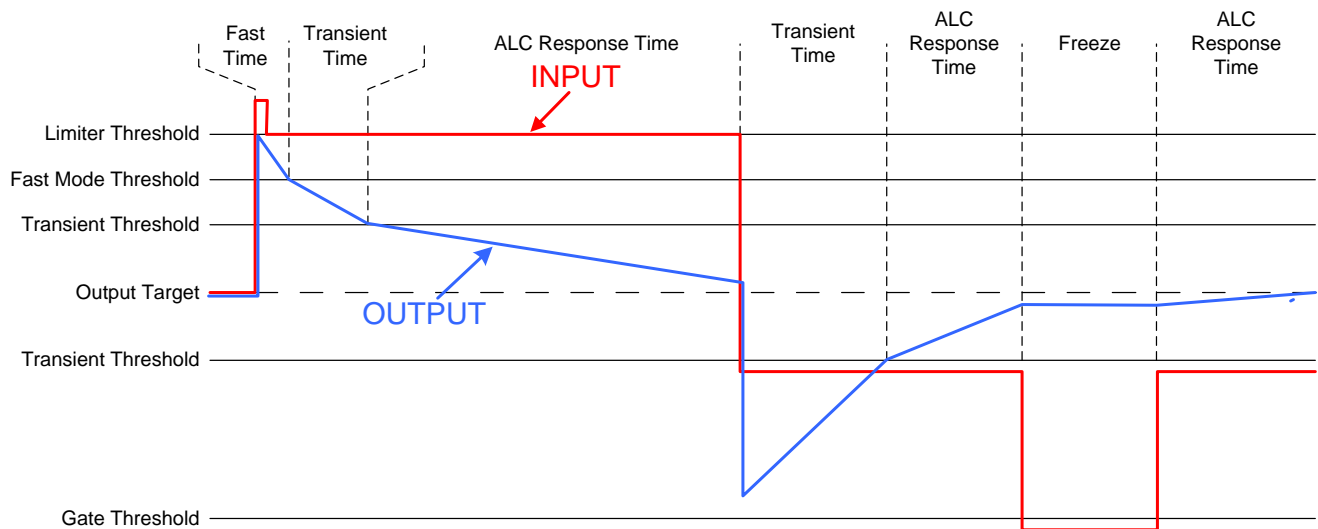 Fast
Time
Transient
Time
ALC Response Time
Transient
Time
ALC
Response
Time
Freeze
ALC
Response
Time
INPUT
Limiter Threshold
Fast Mode Threshold
Transient Threshold
Output Target
OUTPUT
Transient Threshold
Gate Threshold